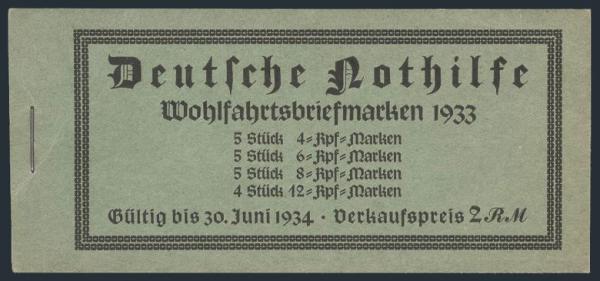 Deutſche Nothilfe
Wohlfahrtsbriefmarken 1933
5 Stück 4=Rpf=Marken
5 Stück 6=Rpf=Marken
5 Stück 8=Rpf=Marken
4 Stück 12=Rpf=Marken
Gültig bis 30. Juni 1934 · Verkaufspreis 2 RM